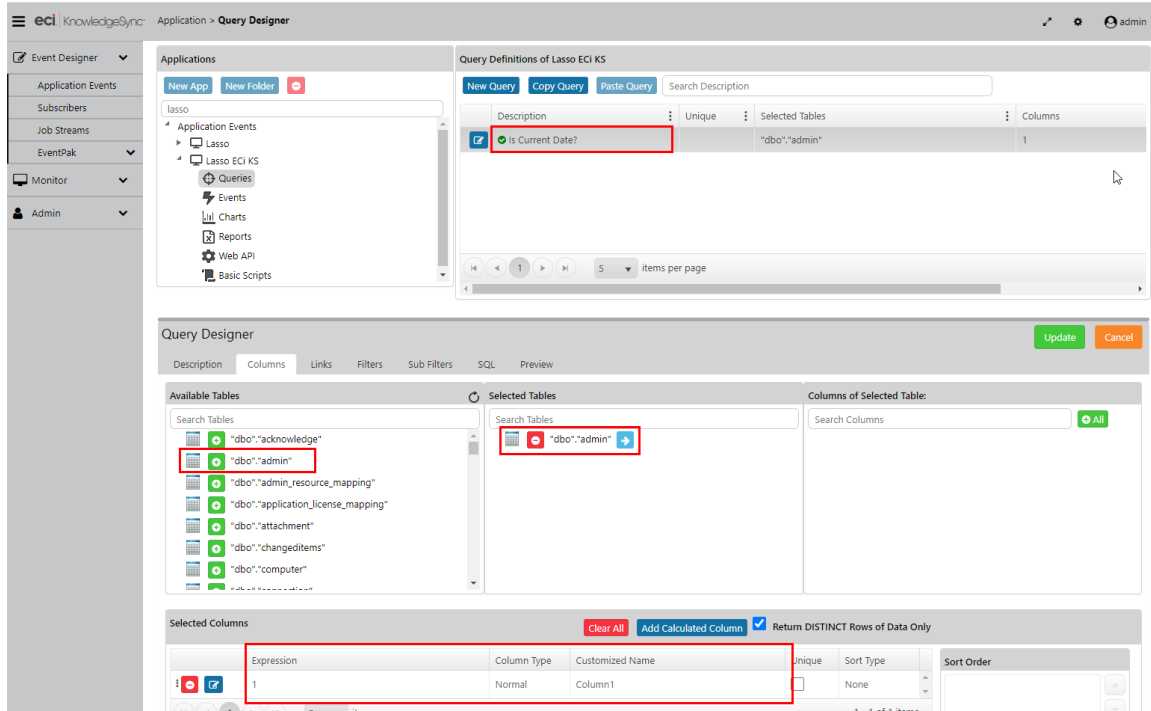 eci KnowledgeSync Application > Query Designer admin
Event Designer
Application Events
Subscribers
Job Streams
EventPak
Monitor
Admin
Applications
New App New Folder
lasso
Application Events
Lasso
Lasso ECi KS
Queries
Events
Charts
Reports
Web API
Basic Scripts
Query Definitions of Lasso ECi KS
New Query Copy Query Paste Query Search Description
Description Unique Selected Tables Columns
Is Current Date? "dbo"."admin" 1
1 5 items per page
Query Designer Update Cancel
Description Columns Links Filters Sub Filters SQL Preview
Available Tables
Search Tables
"dbo"."acknowledge"
"dbo"."admin"
"dbo"."admin_resource_mapping"
"dbo"."application_license_mapping"
"dbo"."attachment"
"dbo"."changeditems"
"dbo"."computer"
Selected Tables
Search Tables
"dbo"."admin"
Columns of Selected Table:
Search Columns All
Selected Columns Clear All Add Calculated Column Return DISTINCT Rows of Data Only
Expression Column Type Customized Name Unique Sort Type
1 Normal Column1 None
Sort Order